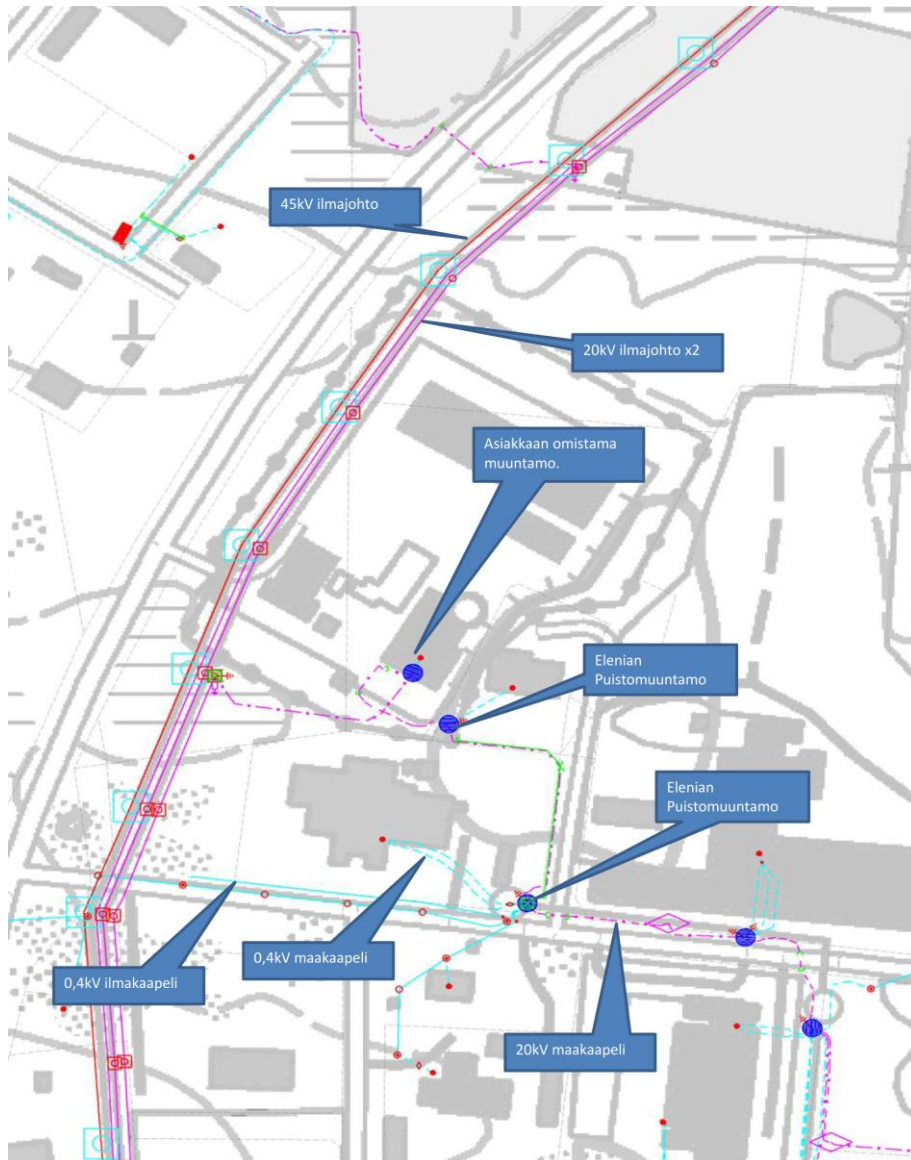 45kV ilmajohto
20kV ilmajohto x2
Asiakkaan omistama
muuntamo.
Elenian
Puistomuuntamo
Elenian
Puistomuuntamo
0,4kV maakaapeli
0,4kV ilmakaapeli
20kV maakaapeli